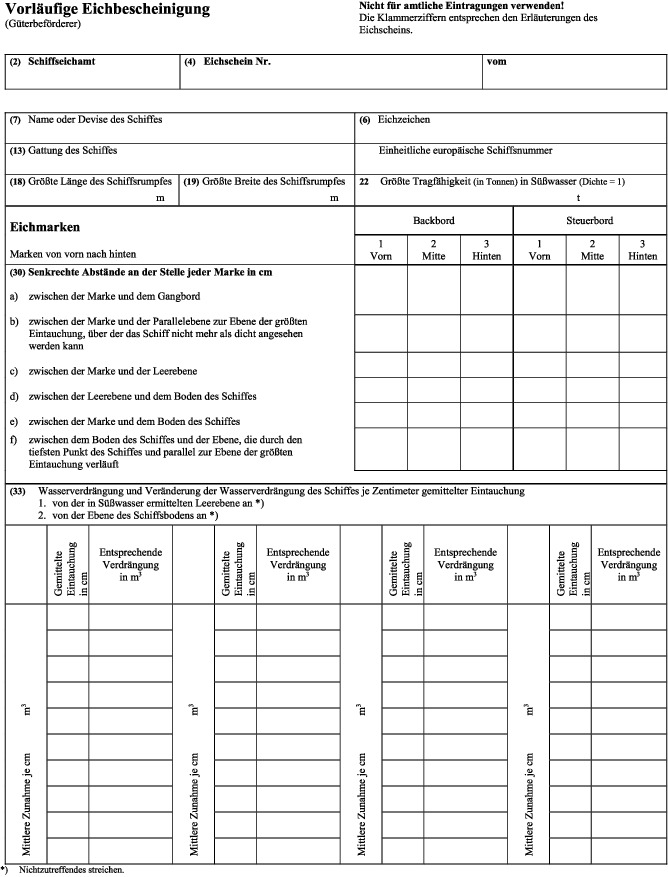 Vorläufige Eichbescheinigung
(Güterbeförderer)
Nicht für amtliche Eintragungen verwenden!
Die Klammerziffern entsprechen den Erläuterungen des
Eichscheins.
(2) Schiffseichamt
(4) Eichschein Nr.
vom
(7) Name oder Devise des Schiffes
(6) Eichzeichen
(13) Gattung des Schiffes
Einheitliche europäische Schiffsnummer
(18) Größte Länge des Schiffsrumpfes
m
(19) Größte Breite des Schiffsrumpfes
m
22 Größte Tragfähigkeit (in Tonnen) in Süßwasser (Dichte = 1)
t
Eichmarken
Marken von vorn nach hinten
Backbord
Steuerbord
1 2 3 1 2 3
Vorn Mitte Hinten Vorn Mitte Hinten
(30) Senkrechte Abstände an der Stelle jeder Marke in cm
a) zwischen der Marke und dem Gangbord
b) zwischen der Marke und der Parallelebene zur Ebene der größten
Eintauchung, über der das Schiff nicht mehr als dicht angesehen
werden kann
c) zwischen der Marke und der Leerebene
d) zwischen der Leerebene und dem Boden des Schiffes
e) zwischen der Marke und dem Boden des Schiffes
f) zwischen dem Boden des Schiffes und der Ebene, die durch den
tiefsten Punkt des Schiffes und parallel zur Ebene der größten
Eintauchung verläuft
(33) Wasserverdrängung und Veränderung der Wasserverdrängung des Schiffes je Zentimeter gemittelter Eintauchung
1. von der in Süßwasser ermittelten Leerebene an *)
2. von der Ebene des Schiffsbodens an *)
Gemittelte
Eintauchung
in cm
Entsprechende
Verdrängung
in m³
Gemittelte
Eintauchung
in cm
Entsprechende
Verdrängung
in m³
Gemittelte
Eintauchung
in cm
Entsprechende
Verdrängung
in m³
Gemittelte
Eintauchung
in cm
Entsprechende
Verdrängung
in m³
Mittlere Zunahme je cm m³
Mittlere Zunahme je cm m³
Mittlere Zunahme je cm m³
Mittlere Zunahme je cm m³
*) Nichtzutreffendes streichen.